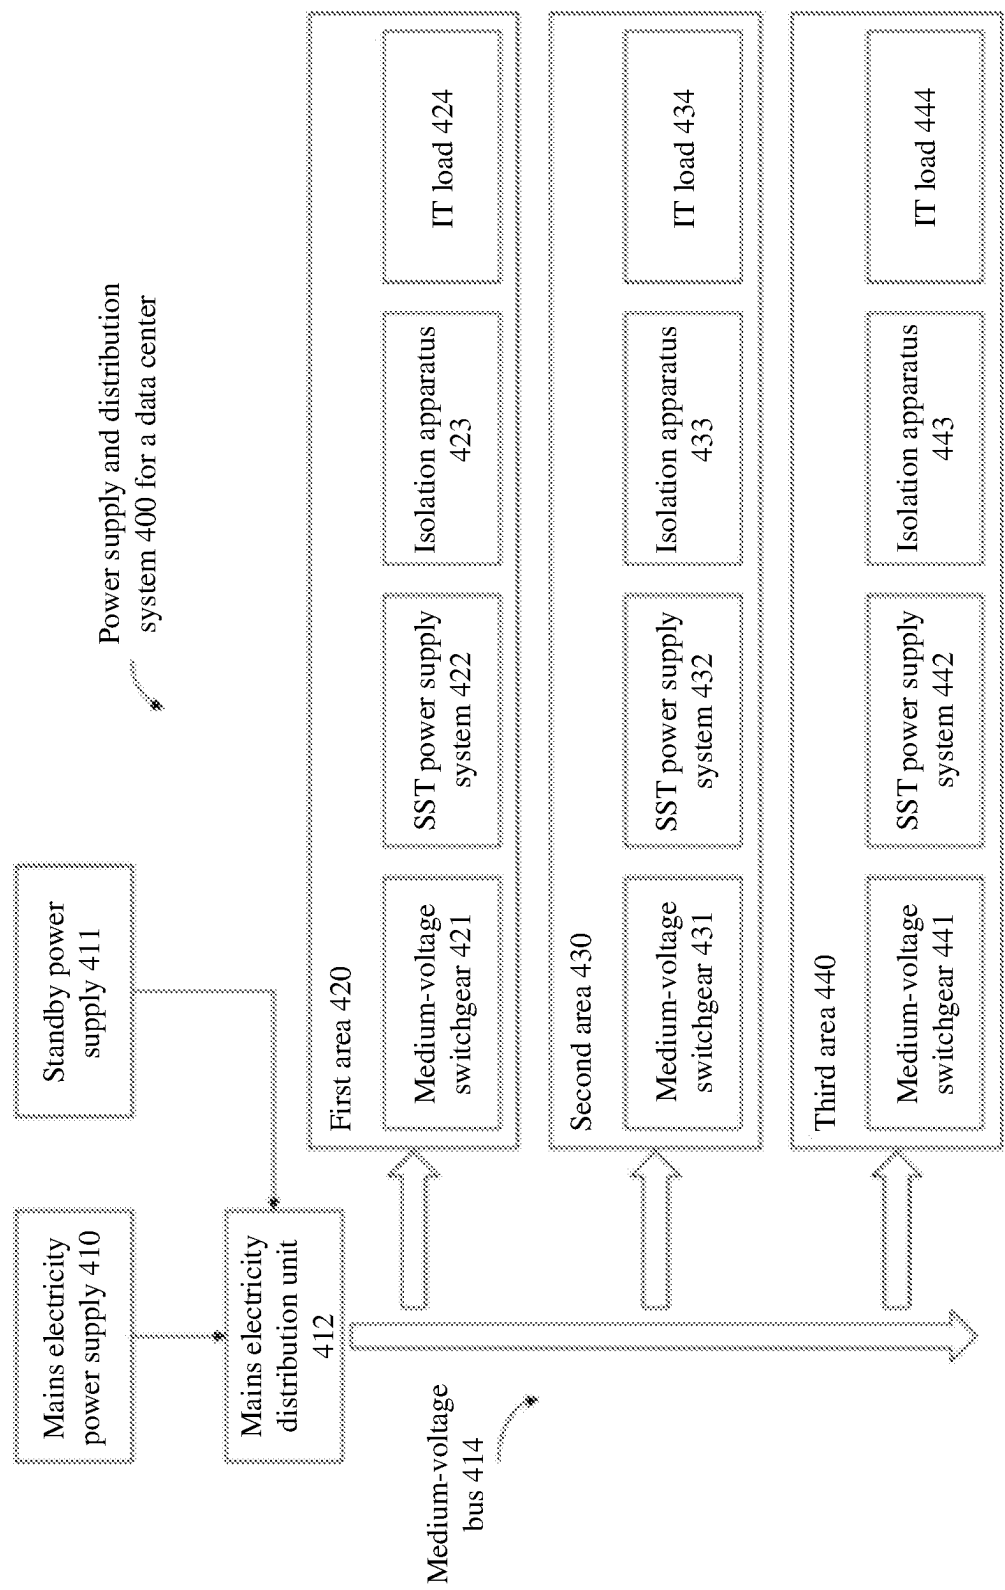 Power supply and distribution
system 400 for a data center
Mains electricity
power supply 410
Standby power
supply 411
Mains electricity
distribution unit
412
Medium-voltage
bus 414
First area 420
Medium-voltage
switchgear 421
SST power supply
system 422
Isolation apparatus
423
IT load 424
Second area 430
Medium-voltage
switchgear 431
SST power supply
system 432
Isolation apparatus
433
IT load 434
Third area 440
Medium-voltage
switchgear 441
SST power supply
system 442
Isolation apparatus
443
IT load 444